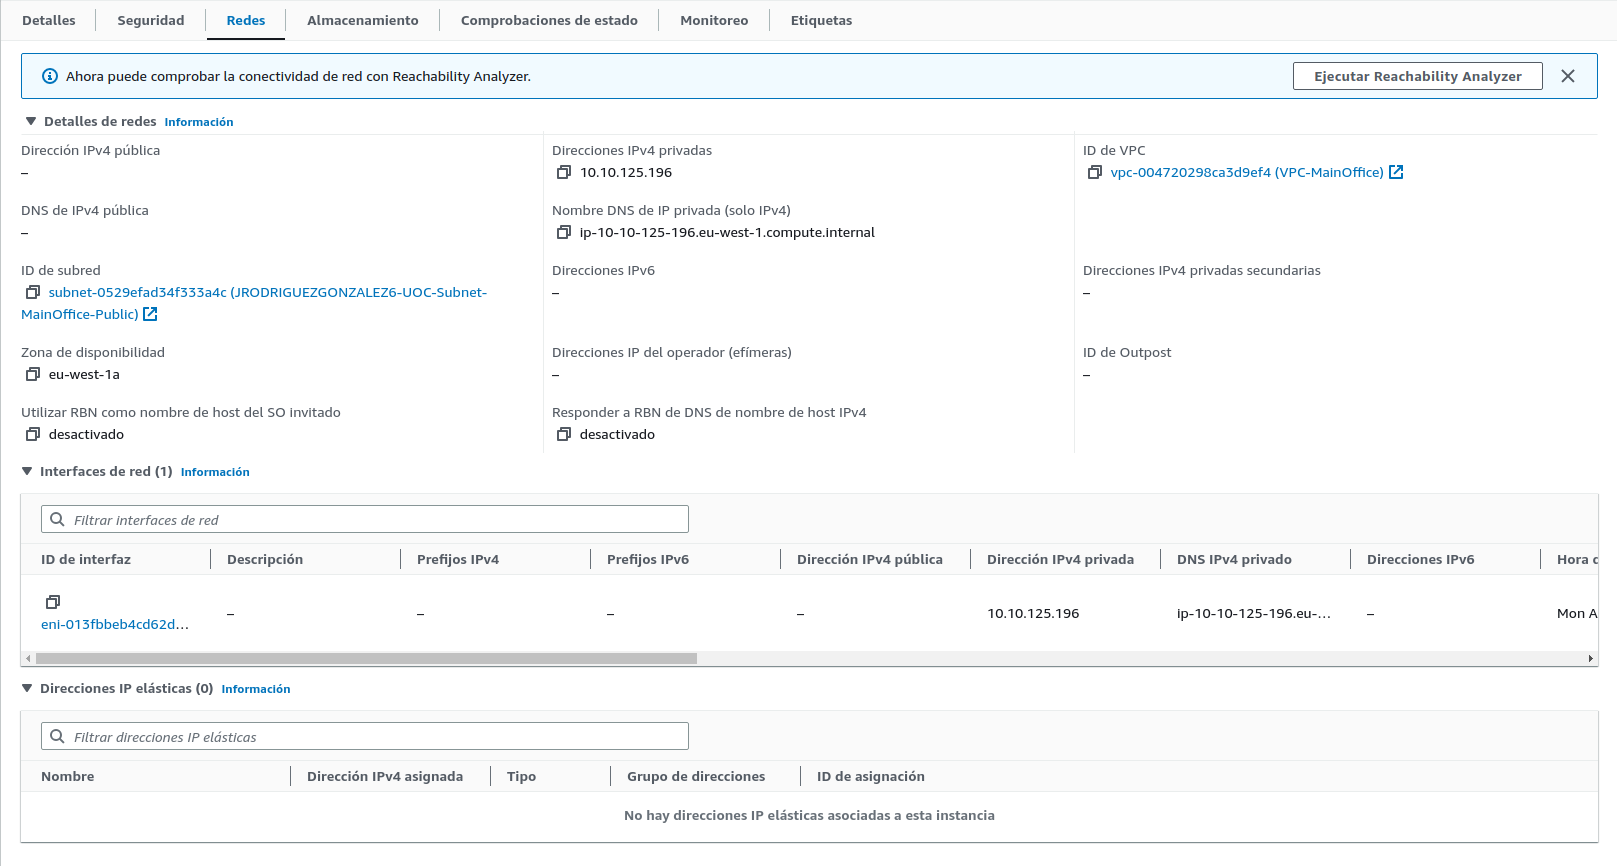 Detalles
Seguridad
Redes
Almacenamiento
Comprobaciones de estado
Monitoreo
Etiquetas
Ahora puede comprobar la conectividad de red con Reachability Analyzer.
Ejecutar Reachability Analyzer
Detalles de redes Información
Dirección IPv4 pública
–
Direcciones IPv4 privadas
10.10.125.196
ID de VPC
vpc-004720298ca3d9ef4 (VPC-MainOffice)
DNS de IPv4 pública
–
Nombre DNS de IP privada (solo IPv4)
ip-10-10-125-196.eu-west-1.compute.internal
ID de subred
subnet-0529efad34f333a4c (JRODRIGUEZGONZALEZ6-UOC-Subnet-
MainOffice-Public)
Direcciones IPv6
–
Direcciones IPv4 privadas secundarias
–
Zona de disponibilidad
eu-west-1a
Direcciones IP del operador (efímeras)
–
ID de Outpost
–
Utilizar RBN como nombre de host del SO invitado
desactivado
Responder a RBN de DNS de nombre de host IPv4
desactivado
Interfaces de red (1) Información
Filtrar interfaces de red
ID de interfaz
Descripción
Prefijos IPv4
Prefijos IPv6
Dirección IPv4 pública
Dirección IPv4 privada
DNS IPv4 privado
Direcciones IPv6
Hora
eni-013fbbeb4cd62d...
–
–
–
–
10.10.125.196
ip-10-10-125-196.eu-...
–
Mon A
Direcciones IP elásticas (0) Información
Filtrar direcciones IP elásticas
Nombre
Dirección IPv4 asignada
Tipo
Grupo de direcciones
ID de asignación
No hay direcciones IP elásticas asociadas a esta instancia